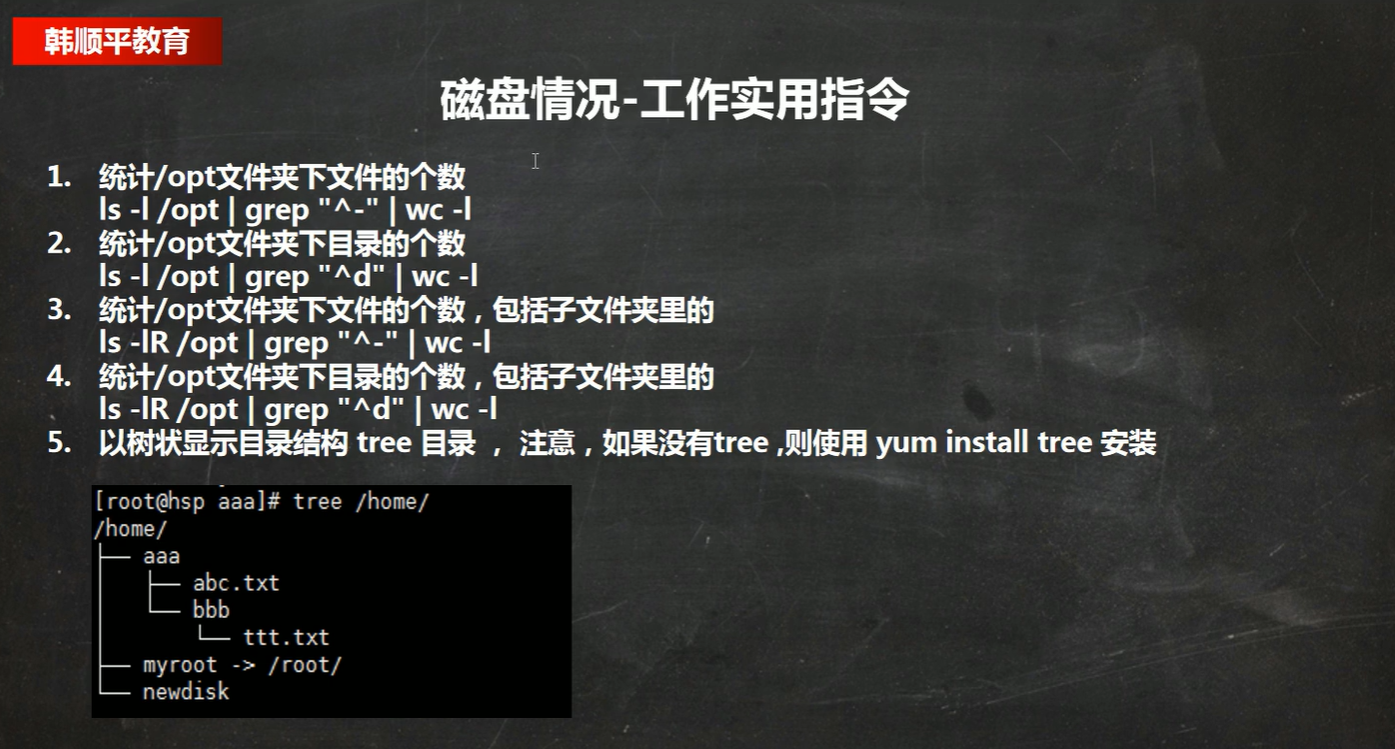 韩顺平教育
磁盘情况-工作实用指令
1. 统计/opt文件夹下文件的个数
ls -l /opt | grep "^-" | wc -l
2. 统计/opt文件夹下目录的个数
ls -l /opt | grep "^d" | wc -l
3. 统计/opt文件夹下文件的个数，包括子文件夹里的
ls -lR /opt | grep "^-" | wc -l
4. 统计/opt文件夹下目录的个数，包括子文件夹里的
ls -lR /opt | grep "^d" | wc -l
5. 以树状显示目录结构 tree 目录 ， 注意，如果没有tree ,则使用 yum install tree 安装
[root@hsp aaa]# tree /home/
/home/
├── aaa
│   ├── abc.txt
│   └── bbb
│       └── ttt.txt
├── myroot -> /root/
└── newdisk